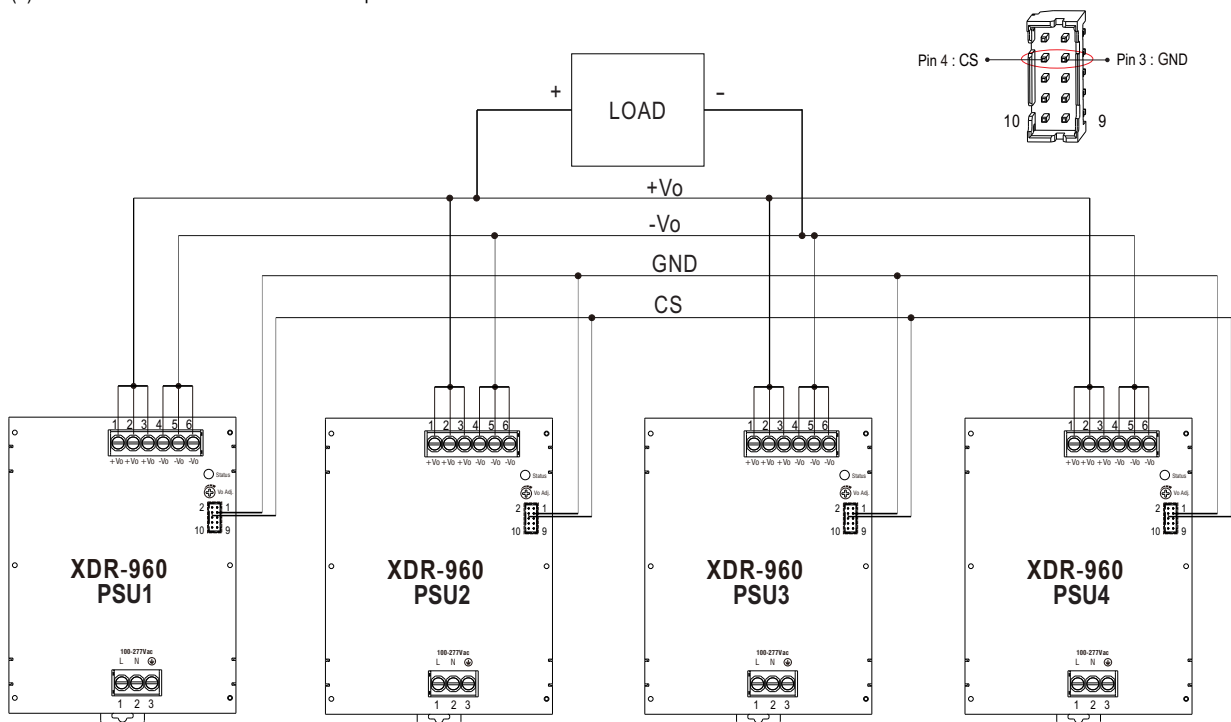 Pin 4 : CS Pin 3 : GND
10 9
+ LOAD -
+Vo
-Vo
GND
CS
1 2 3 4 5 6 1 2 3 4 5 6 1 2 3 4 5 6 1 2 3 4 5 6
+Vo +Vo +Vo -Vo -Vo -Vo +Vo +Vo +Vo -Vo -Vo -Vo +Vo +Vo +Vo -Vo -Vo -Vo +Vo +Vo +Vo -Vo -Vo -Vo
Status Status Status Status
Vo Adj. Vo Adj. Vo Adj. Vo Adj.
2 1 2 1 2 1 2 1
10 9 10 9 10 9 10 9
XDR-960 XDR-960 XDR-960 XDR-960
PSU1 PSU2 PSU3 PSU4
100-277Vac 100-277Vac 100-277Vac 100-277Vac
L N L N L N L N
1 2 3 1 2 3 1 2 3 1 2 3